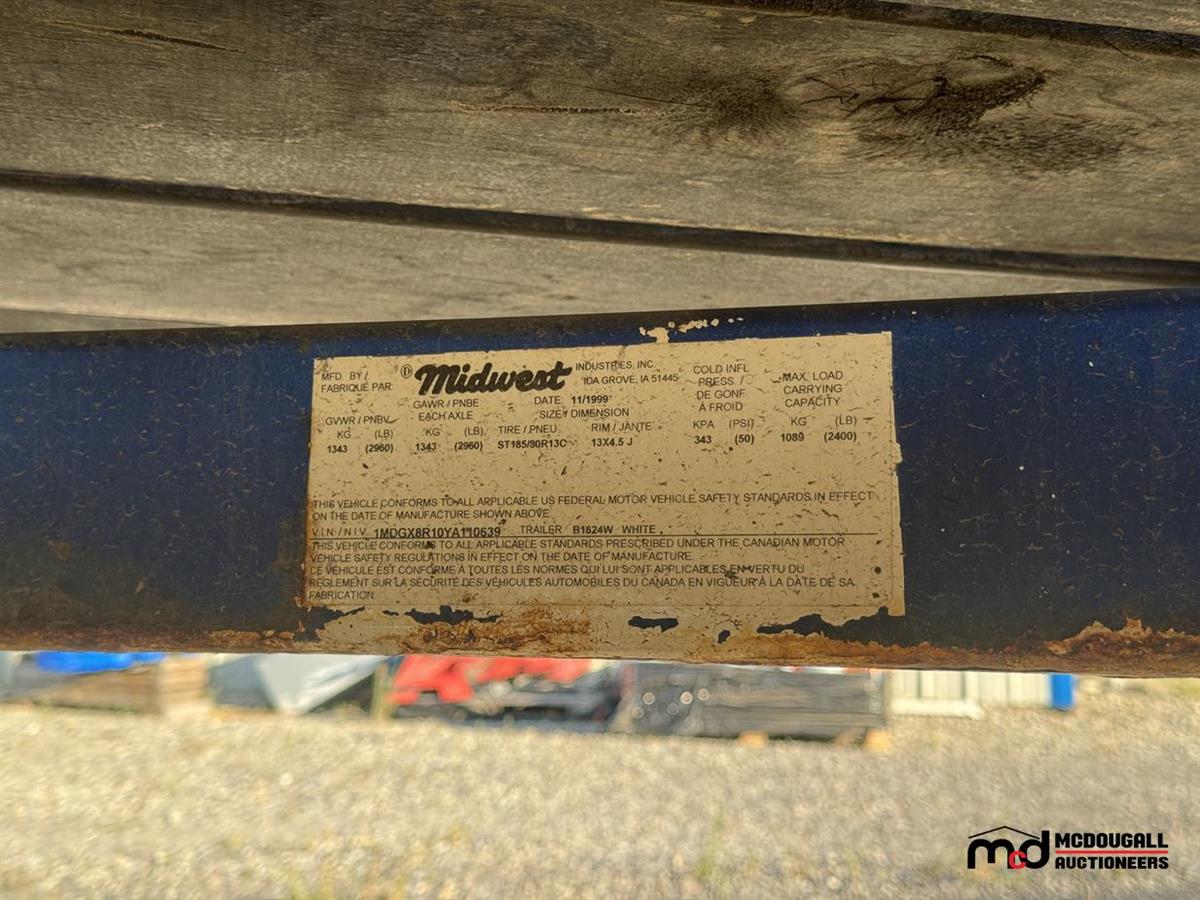 MFD. BY /
FABRIQUÉ PAR
Midwest
INDUSTRIES, INC.
IDA GROVE, IA 51445
DATE 11/1999
GVWR / PNBV
KG (LB)
1343 (2960)
GAWR / PNBE
EACH AXLE
KG (LB)
1343 (2960)
SIZE / DIMENSION
TIRE / PNEU RIM / JANTE
ST185/80R13C 13X4.5 J
COLD INFL
PRESS. /
DE GONF
À FROID
KPA (PSI)
343 (50)
MAX. LOAD
CARRYING
CAPACITY
KG (LB)
1089 (2400)
THIS VEHICLE CONFORMS TO ALL APPLICABLE US FEDERAL MOTOR VEHICLE SAFETY STANDARDS IN EFFECT
ON THE DATE OF MANUFACTURE SHOWN ABOVE
V.I.N. / N.I.V. 1MDGX8R10YA110639 TRAILER B1824W WHITE
THIS VEHICLE CONFORMS TO ALL APPLICABLE STANDARDS PRESCRIBED UNDER THE CANADIAN MOTOR
VEHICLE SAFETY REGULATIONS IN EFFECT ON THE DATE OF MANUFACTURE.
CE VÉHICULE EST CONFORME À TOUTES LES NORMES QUI LUI SONT APPLICABLES EN VERTU DU
RÈGLEMENT SUR LA SÉCURITÉ DES VÉHICULES AUTOMOBILES DU CANADA EN VIGUEUR À LA DATE DE SA
FABRICATION.
mcd MCDOUGALL
AUCTIONEERS